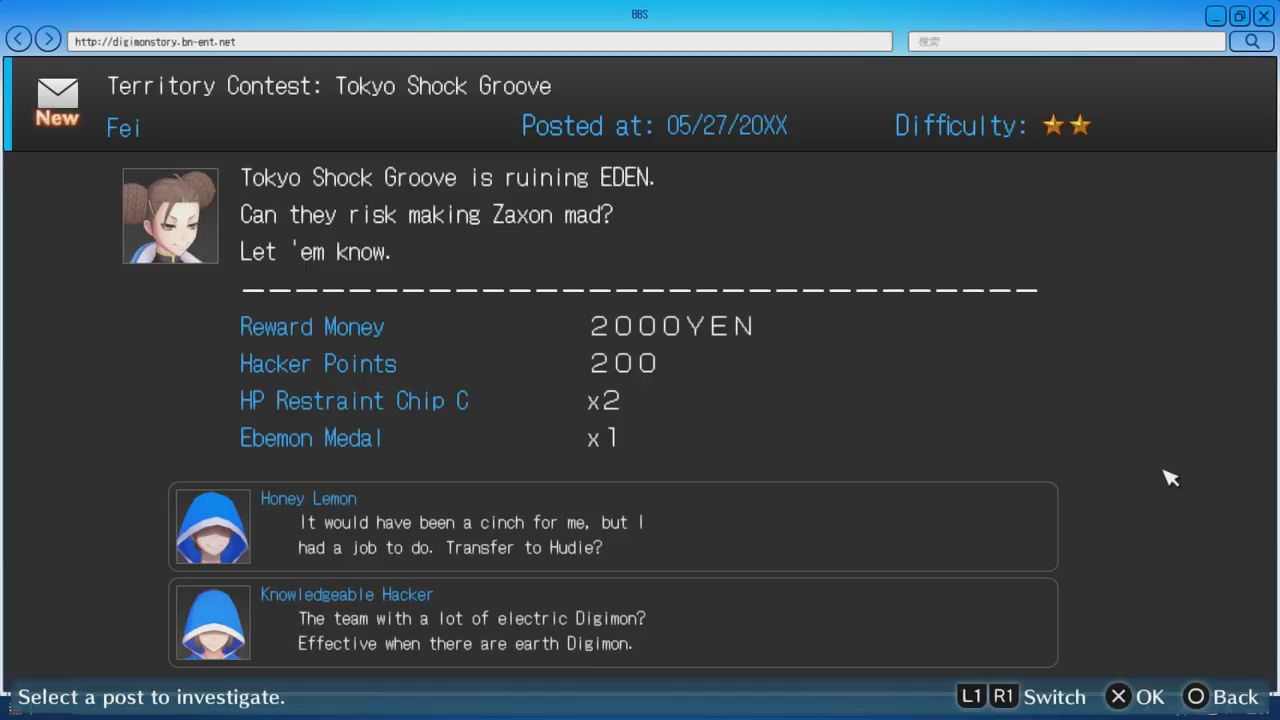 BBS
http://digimonstory.bn-ent.net
検索
Territory Contest: Tokyo Shock Groove
New
Fei
Posted at: 05/27/20XX
Difficulty: ★★
Tokyo Shock Groove is ruining EDEN.
Can they risk making Zaxon mad?
Let 'em know.
Reward Money 2000YEN
Hacker Points 200
HP Restraint Chip C x2
Ebemon Medal x1
Honey Lemon
It would have been a cinch for me, but I
had a job to do. Transfer to Hudie?
Knowledgeable Hacker
The team with a lot of electric Digimon?
Effective when there are earth Digimon.
Select a post to investigate.
L1 R1 Switch
OK
Back